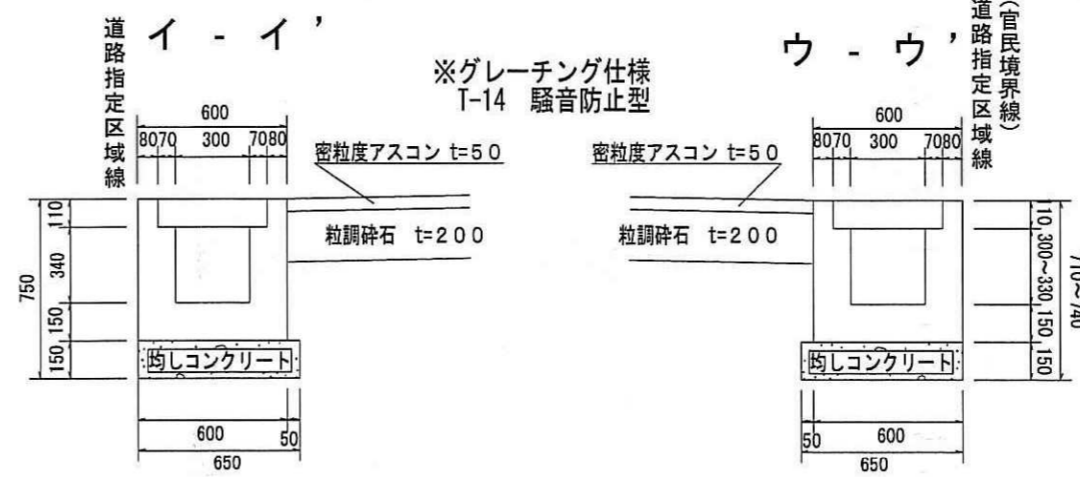 道路指定区域線
イ - イ’
※グレーチング仕様
T-14 騒音防止型
ウ - ウ’
道路指定区域線
(官民境界線)
600
80 70 300 70 80
密粒度アスコン t=50
粒調砕石 t=200
110
340
150
150
750
均しコンクリート
600
50
650
600
80 70 300 70 80
密粒度アスコン t=50
粒調砕石 t=200
110
300~330
150
150
710~740
均しコンクリート
50
600
650